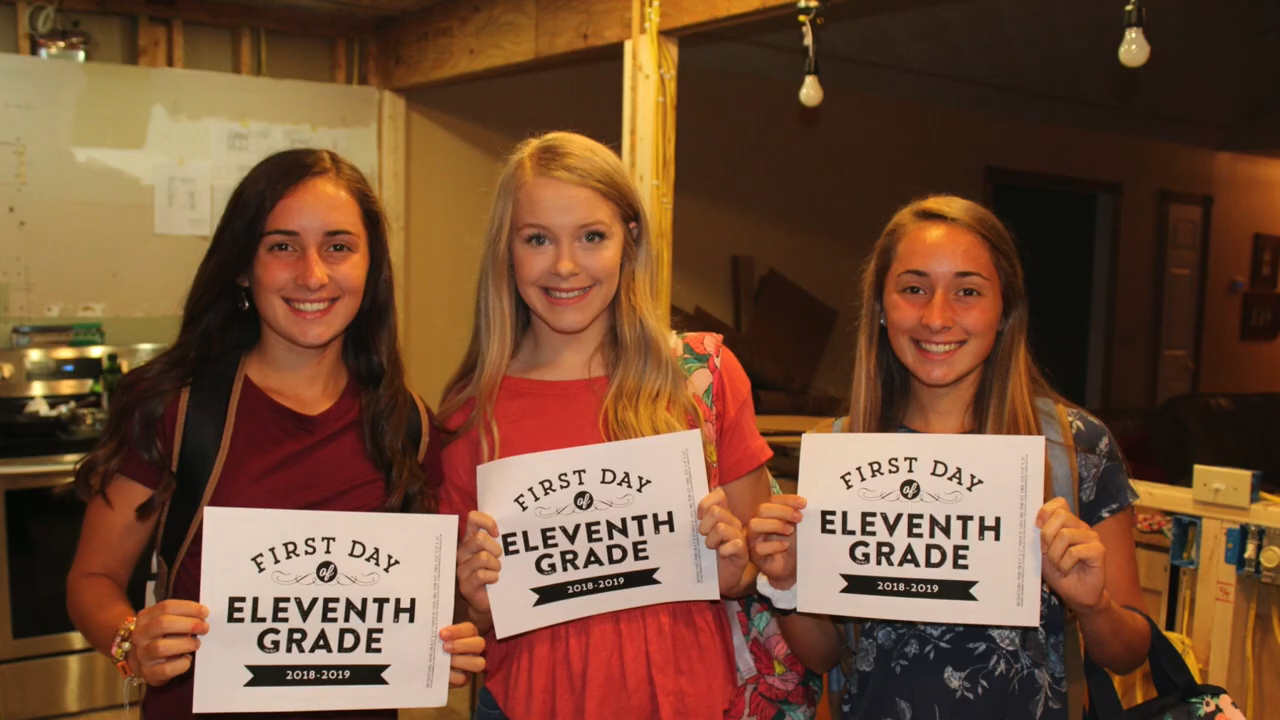 FIRST DAY
of
ELEVENTH
GRADE
2018-2019
FIRST DAY
of
ELEVENTH
GRADE
2018-2019
FIRST DAY
of
ELEVENTH
GRADE
2018-2019